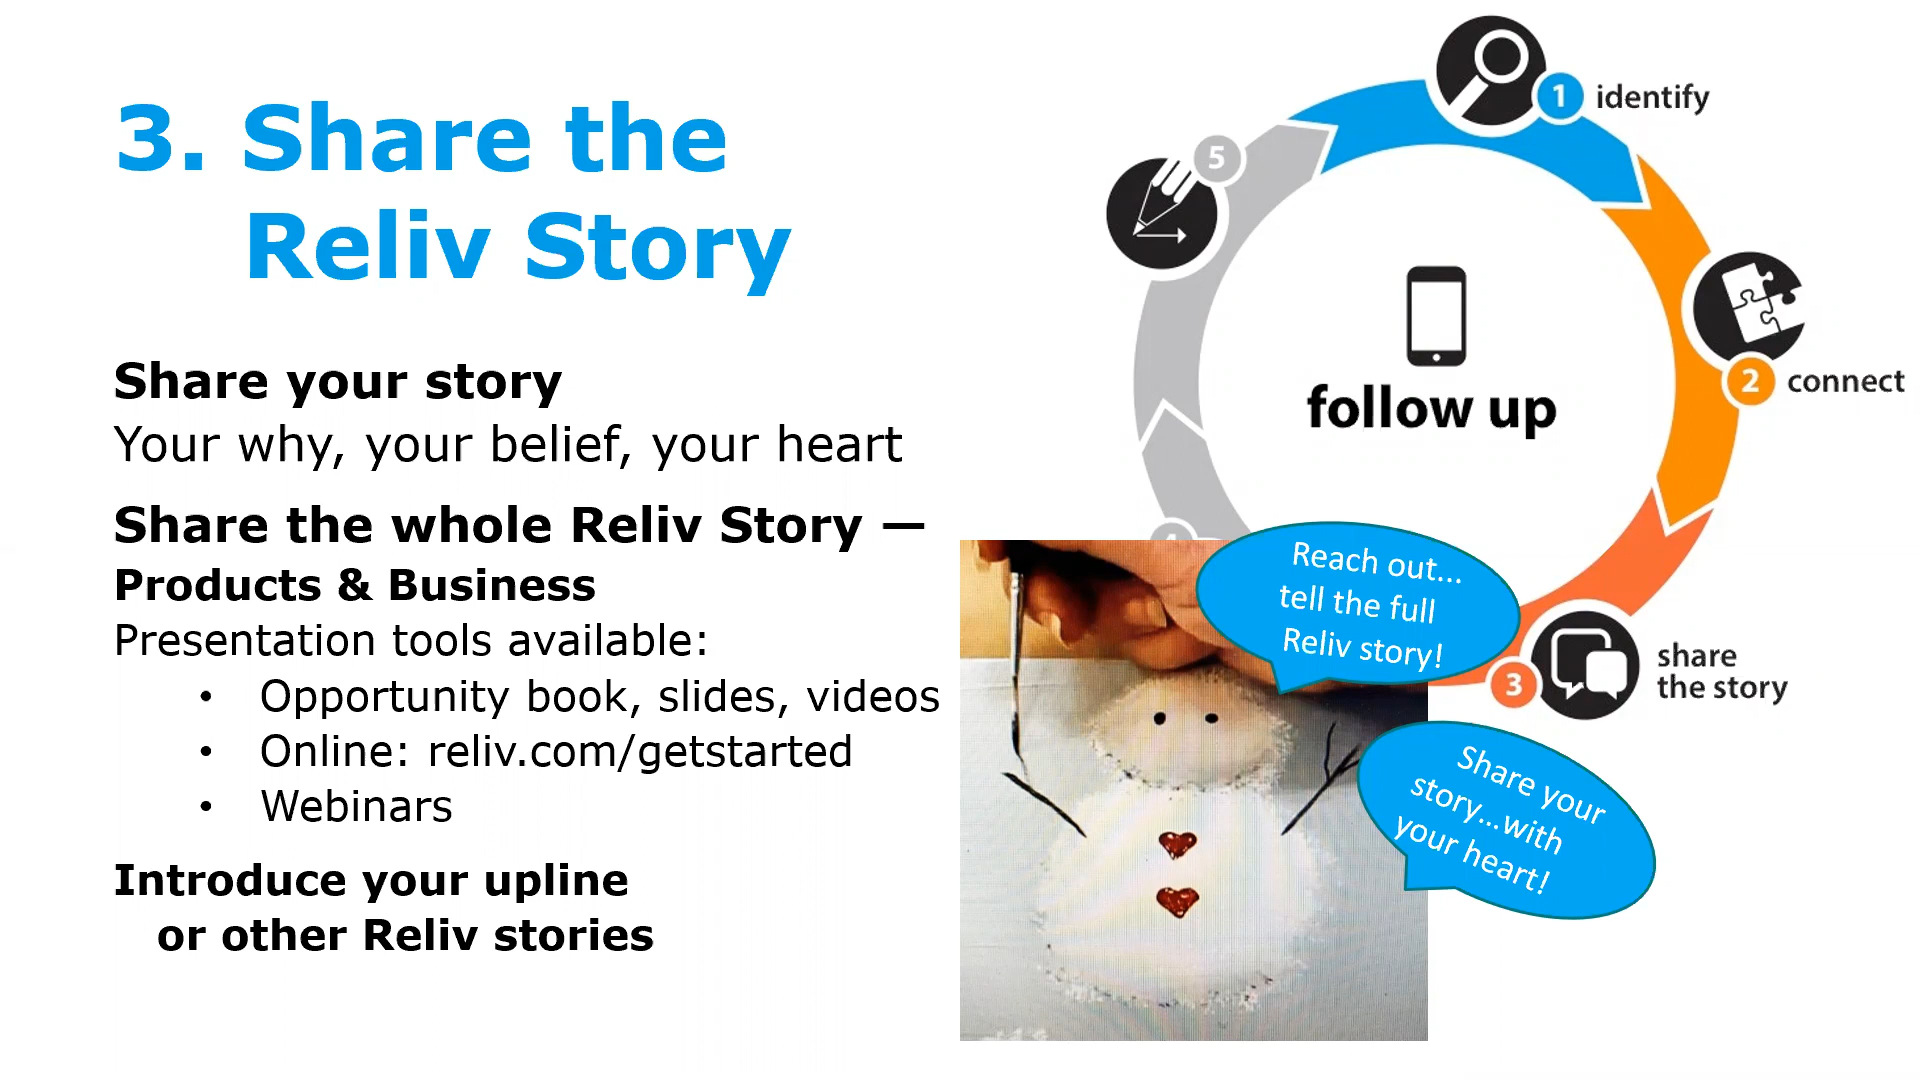 3. Share the
Reliv Story
Share your story
Your why, your belief, your heart
Share the whole Reliv Story —
Products & Business
Presentation tools available:
• Opportunity book, slides, videos
• Online: reliv.com/getstarted
• Webinars
Introduce your upline
or other Reliv stories
1 identify
5
2 connect
follow up
Reach out...
tell the full
Reliv story!
3 share
the story
Share your
story...with
your heart!